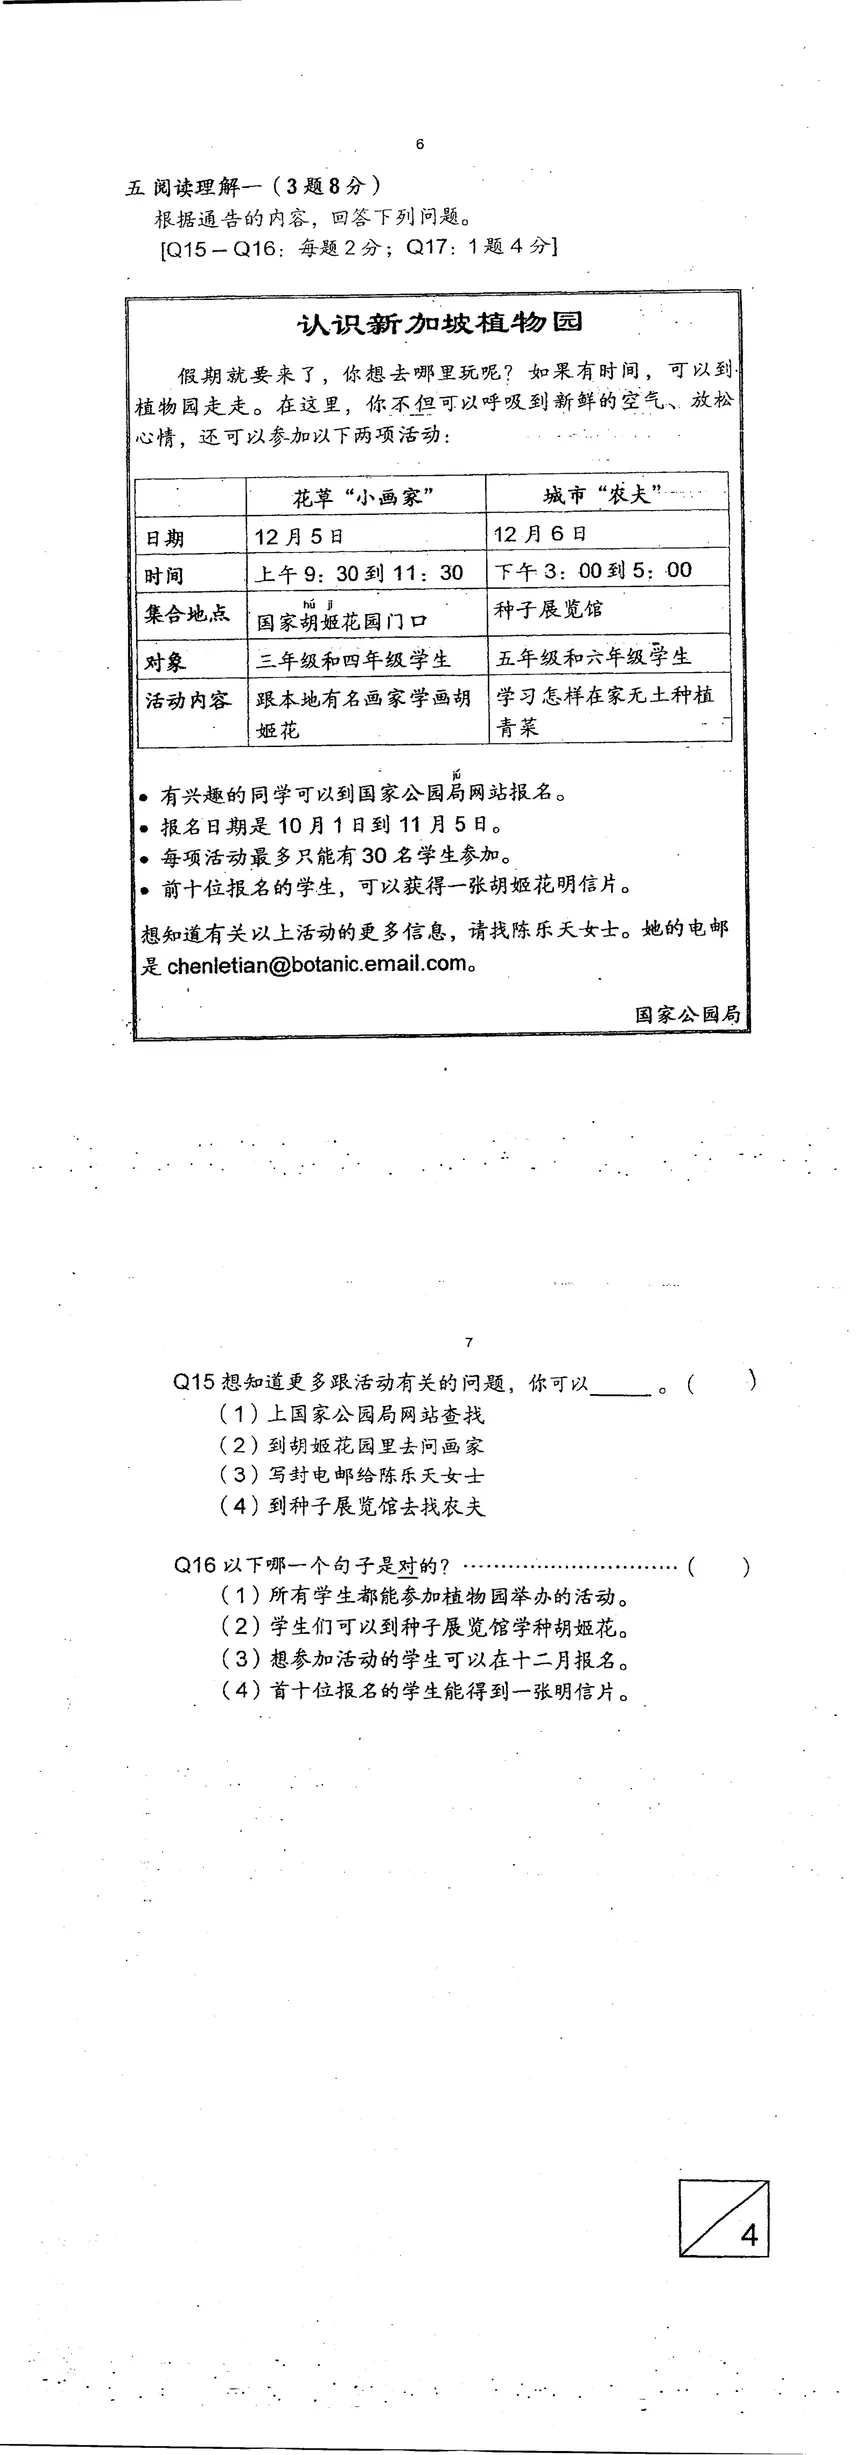 6
五 阅读理解一（3题8分）
根据通告的内容，回答下列问题。
[Q15－Q16：每题2分；Q17：1题4分]
认识新加坡植物园
假期就要来了，你想去哪里玩呢？如果有时间，可以到
植物园走走。在这里，你不但可以呼吸到新鲜的空气、放松
心情，还可以参加以下两项活动：
花草“小画家” 城市“农夫”
日期 12月5日 12月6日
时间 上午9：30到11：30 下午3：00到5：00
hú jī
集合地点 国家胡姬花园门口 种子展览馆
对象 三年级和四年级学生 五年级和六年级学生
活动内容 跟本地有名画家学画胡 学习怎样在家无土种植
姬花 青菜
jú
• 有兴趣的同学可以到国家公园局网站报名。
• 报名日期是10月1日到11月5日。
• 每项活动最多只能有30名学生参加。
• 前十位报名的学生，可以获得一张胡姬花明信片。
想知道有关以上活动的更多信息，请找陈乐天女士。她的电邮
是chenletian@botanic.email.com。
国家公园局
7
Q15 想知道更多跟活动有关的问题，你可以_____。（ ）
（1）上国家公园局网站查找
（2）到胡姬花园里去问画家
（3）写封电邮给陈乐天女士
（4）到种子展览馆去找农夫
Q16 以下哪一个句子是对的？…………………………（ ）
（1）所有学生都能参加植物园举办的活动。
（2）学生们可以到种子展览馆学种胡姬花。
（3）想参加活动的学生可以在十二月报名。
（4）首十位报名的学生能得到一张明信片。
4